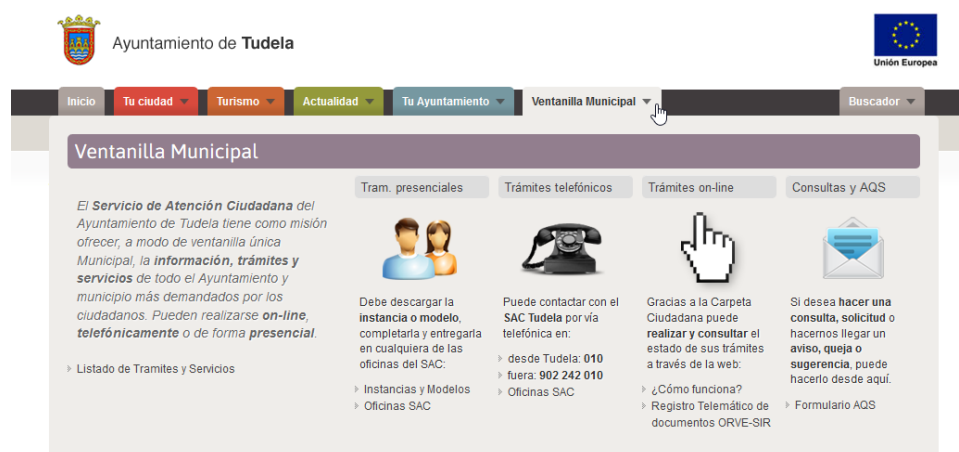 Ayuntamiento de Tudela
Unión Europea
Inicio
Tu ciudad
Turismo
Actualidad
Tu Ayuntamiento
Ventanilla Municipal
Buscador
Ventanilla Municipal
El Servicio de Atención Ciudadana del
Ayuntamiento de Tudela tiene como misión
ofrecer, a modo de ventanilla única
Municipal, la información, trámites y
servicios de todo el Ayuntamiento y
municipio más demandados por los
ciudadanos. Pueden realizarse on-line,
telefónicamente o de forma presencial.
Listado de Tramites y Servicios
Tram. presenciales
Debe descargar la
instancia o modelo,
completarla y entregarla
en cualquiera de las
oficinas del SAC:
Instancias y Modelos
Oficinas SAC
Trámites telefónicos
Puede contactar con el
SAC Tudela por vía
telefónica en:
desde Tudela: 010
fuera: 902 242 010
Oficinas SAC
Trámites on-line
Gracias a la Carpeta
Ciudadana puede
realizar y consultar el
estado de sus trámites
a través de la web:
¿Cómo funciona?
Registro Telemático de
documentos ORVE-SIR
Consultas y AQS
Si desea hacer una
consulta, solicitud o
hacernos llegar un
aviso, queja o
sugerencia, puede
hacerlo desde aquí.
Formulario AQS